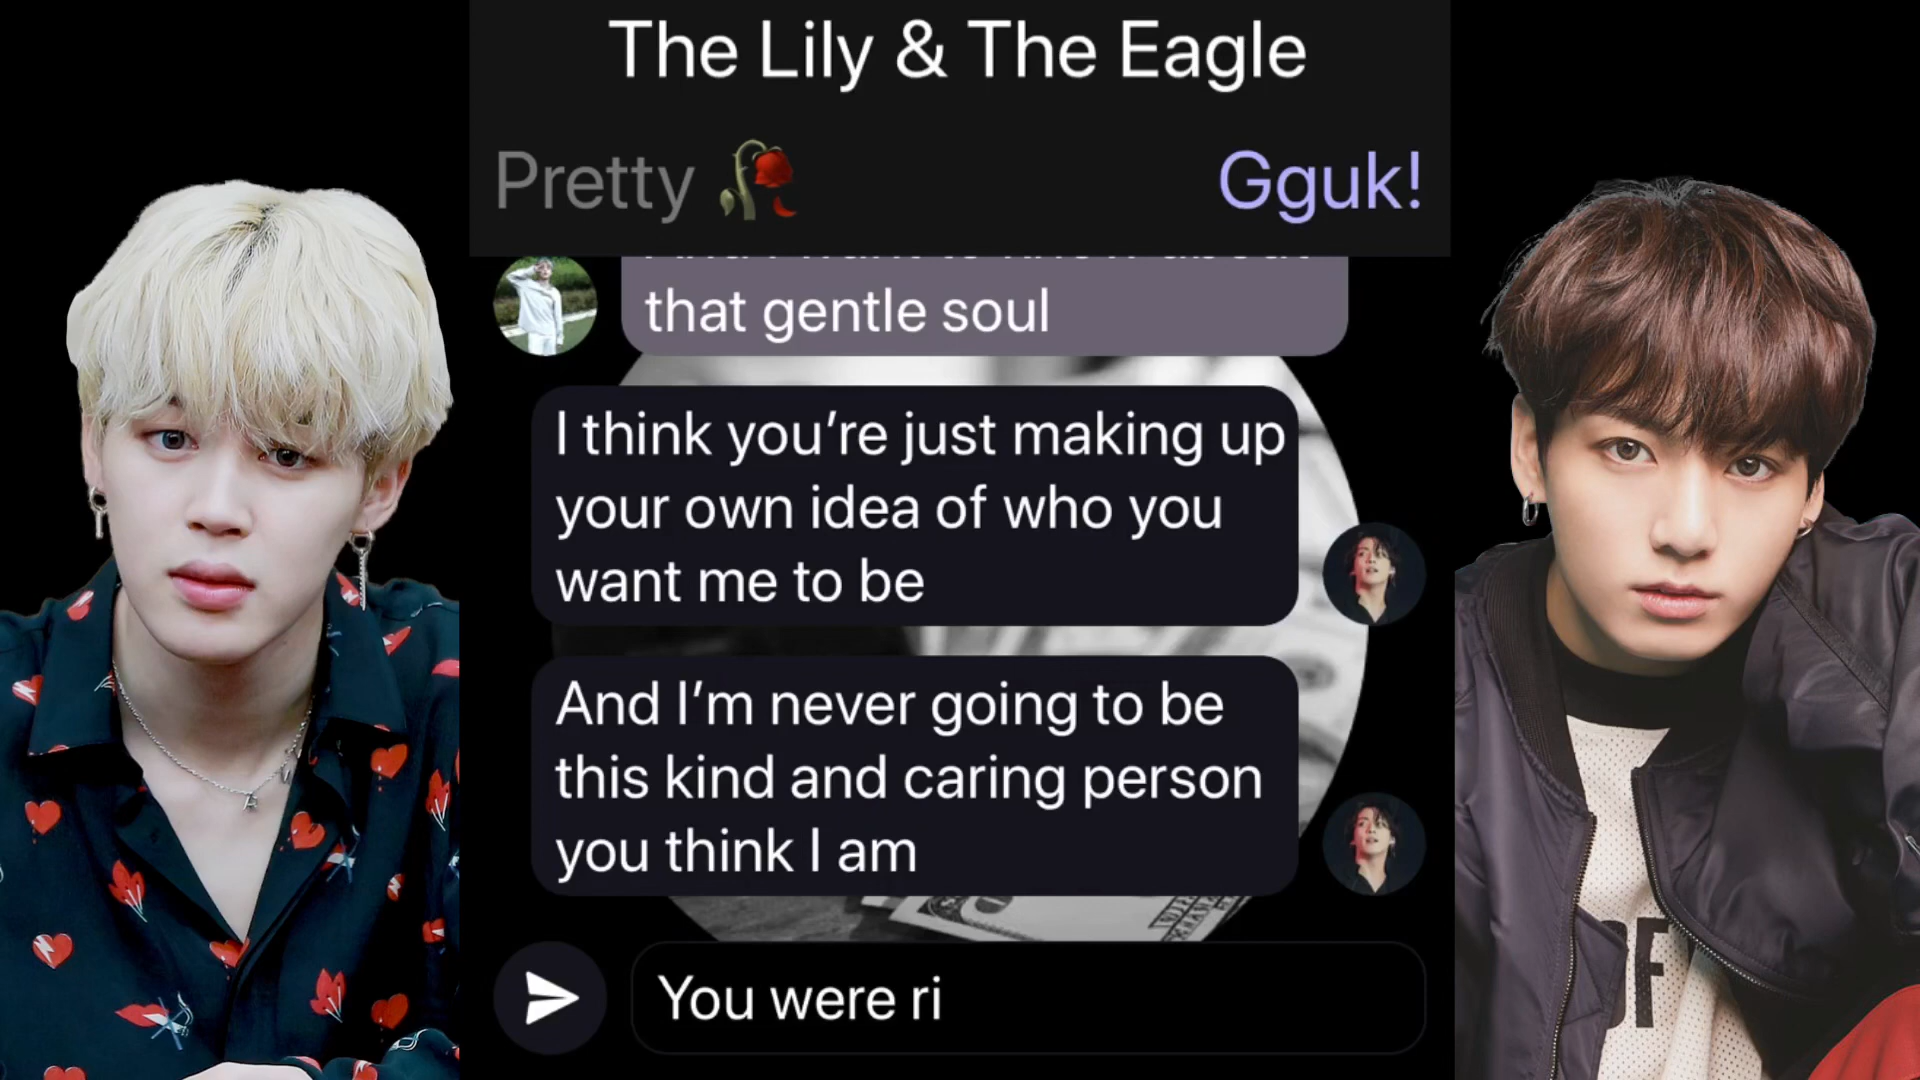 The Lily & The Eagle
Pretty 🥀
Gguk!
that gentle soul
I think you’re just making up
your own idea of who you
want me to be
And I’m never going to be
this kind and caring person
you think I am
You were ri